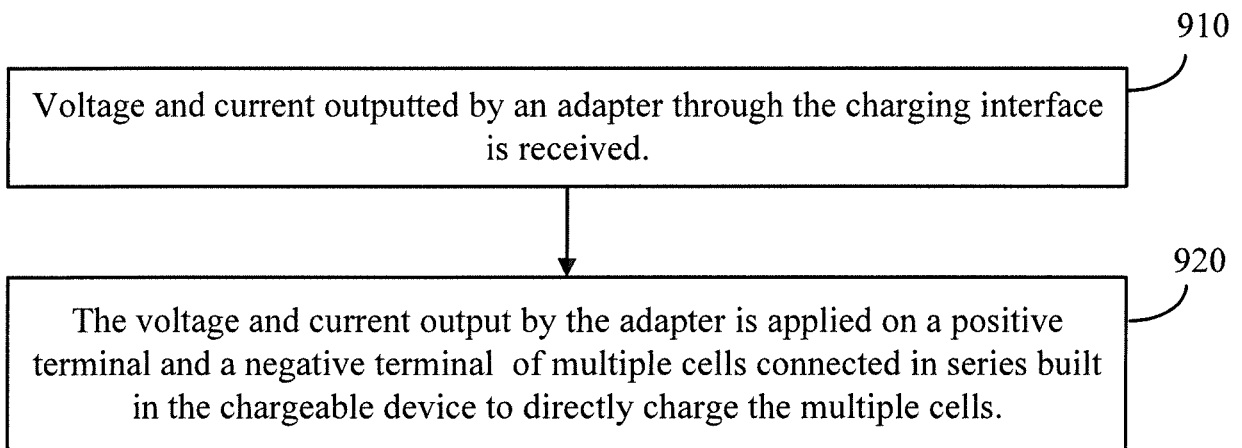 910
Voltage and current outputted by an adapter through the charging interface
is received.
920
The voltage and current output by the adapter is applied on a positive
terminal and a negative terminal of multiple cells connected in series built
in the chargeable device to directly charge the multiple cells.